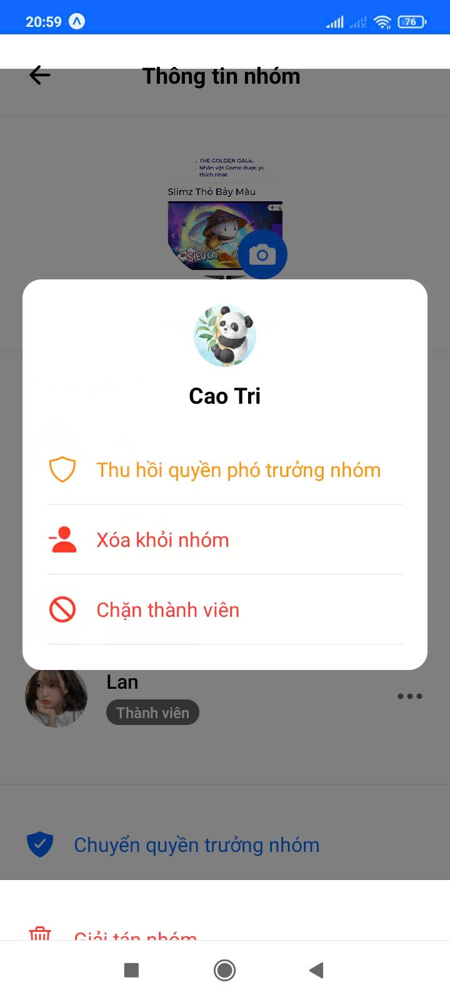 20:59
76
Thông tin nhóm
THE GOLDEN GALA
Nhân vật Game được yê
thích nhất
Slimz Thỏ Bảy Màu
SIÊU CẤP
Cao Tri
Thu hồi quyền phó trưởng nhóm
Xóa khỏi nhóm
Chặn thành viên
Lan
Thành viên
Chuyển quyền trưởng nhóm
Giải tán nhóm